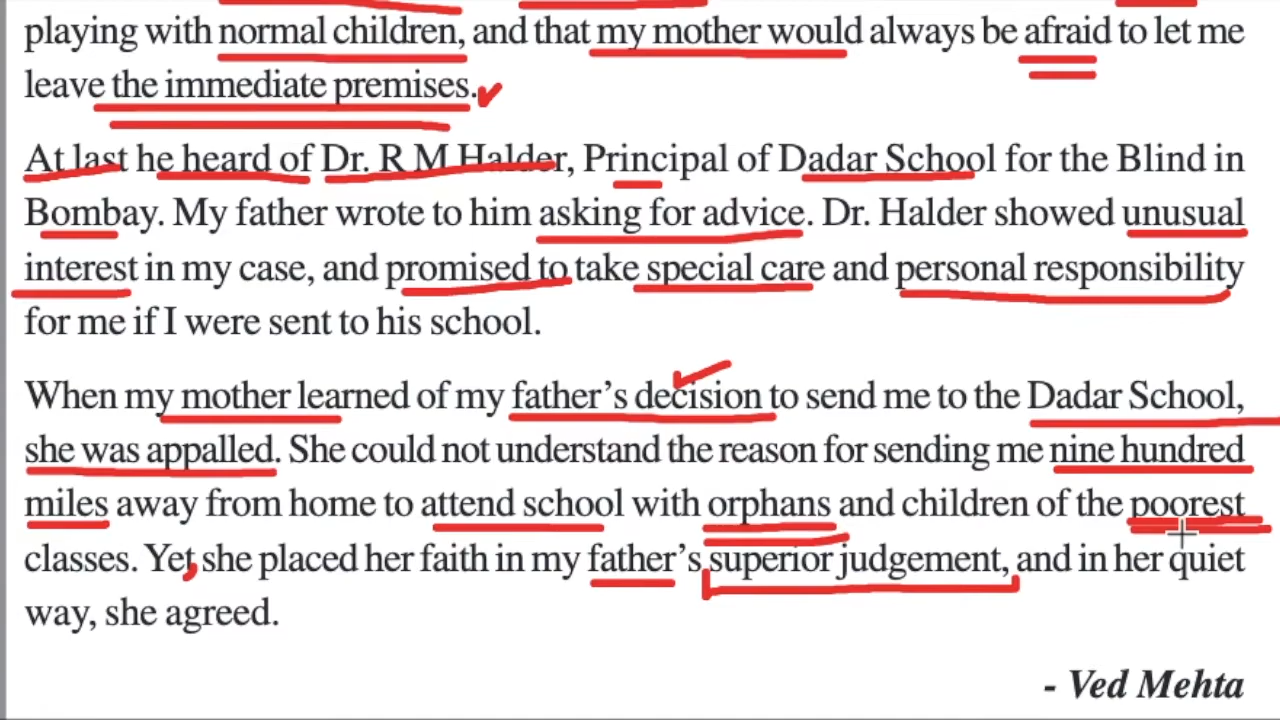 playing with normal children, and that my mother would always be afraid to let me
leave the immediate premises.
At last he heard of Dr. R M Halder, Principal of Dadar School for the Blind in
Bombay. My father wrote to him asking for advice. Dr. Halder showed unusual
interest in my case, and promised to take special care and personal responsibility
for me if I were sent to his school.
When my mother learned of my father's decision to send me to the Dadar School,
she was appalled. She could not understand the reason for sending me nine hundred
miles away from home to attend school with orphans and children of the poorest
classes. Yet, she placed her faith in my father's superior judgement, and in her quiet
way, she agreed.
- Ved Mehta